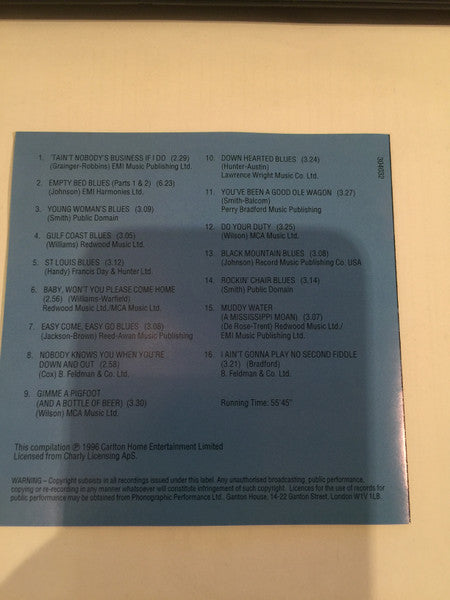 1. 'TAIN'T NOBODY'S BUSINESS IF I DO (2.29)
(Grainger-Robbins) EMI Music Publishing Ltd.
2. EMPTY BED BLUES (Parts 1 & 2) (6.23)
(Johnson) EMI Harmonies Ltd.
3. YOUNG WOMAN'S BLUES (3.09)
(Smith) Public Domain
4. GULF COAST BLUES (3.05)
(Williams) Redwood Music Ltd.
5. ST LOUIS BLUES (3.12)
(Handy) Francis Day & Hunter Ltd.
6. BABY, WON'T YOU PLEASE COME HOME
(2.56) (Williams-Warfield)
Redwood Music Ltd./MCA Music Ltd.
7. EASY COME, EASY GO BLUES (3.08)
(Jackson-Brown) Reed-Awan Music Publishing
8. NOBODY KNOWS YOU WHEN YOU'RE
DOWN AND OUT (2.58)
(Cox) B. Feldman & Co. Ltd.
9. GIMME A PIGFOOT
(AND A BOTTLE OF BEER) (3.30)
(Wilson) MCA Music Ltd.
10. DOWN HEARTED BLUES (3.24)
(Hunter-Austin)
Lawrence Wright Music Co. Ltd.
11. YOU'VE BEEN A GOOD OLE WAGON (3.27)
(Smith-Balcom)
Perry Bradford Music Publishing
12. DO YOUR DUTY (3.25)
(Wilson) MCA Music Ltd.
13. BLACK MOUNTAIN BLUES (3.08)
(Johnson) Record Music Publishing Co. USA
14. ROCKIN' CHAIR BLUES (3.14)
(Smith) Public Domain
15. MUDDY WATER
(A MISSISSIPPI MOAN) (3.07)
(De Rose-Trent) Redwood Music Ltd./
EMI Music Publishing Ltd.
16. I AIN'T GONNA PLAY NO SECOND FIDDLE
(3.21) (Bradford)
B. Feldman & Co. Ltd.
Running Time: 55'45"
This compilation ℗ 1996 Carlton Home Entertainment Limited
Licensed from Charly Licensing ApS.
WARNING – Copyright subsists in all recordings issued under this label. Any unauthorised broadcasting, public performance,
copying or re-recording in any manner whatsoever will constitute infringement of such copyright. Licences for the use of records for
public performance may be obtained from Phonographic Performance Ltd., Ganton House, 14-22 Ganton Street, London W1V 1LB.